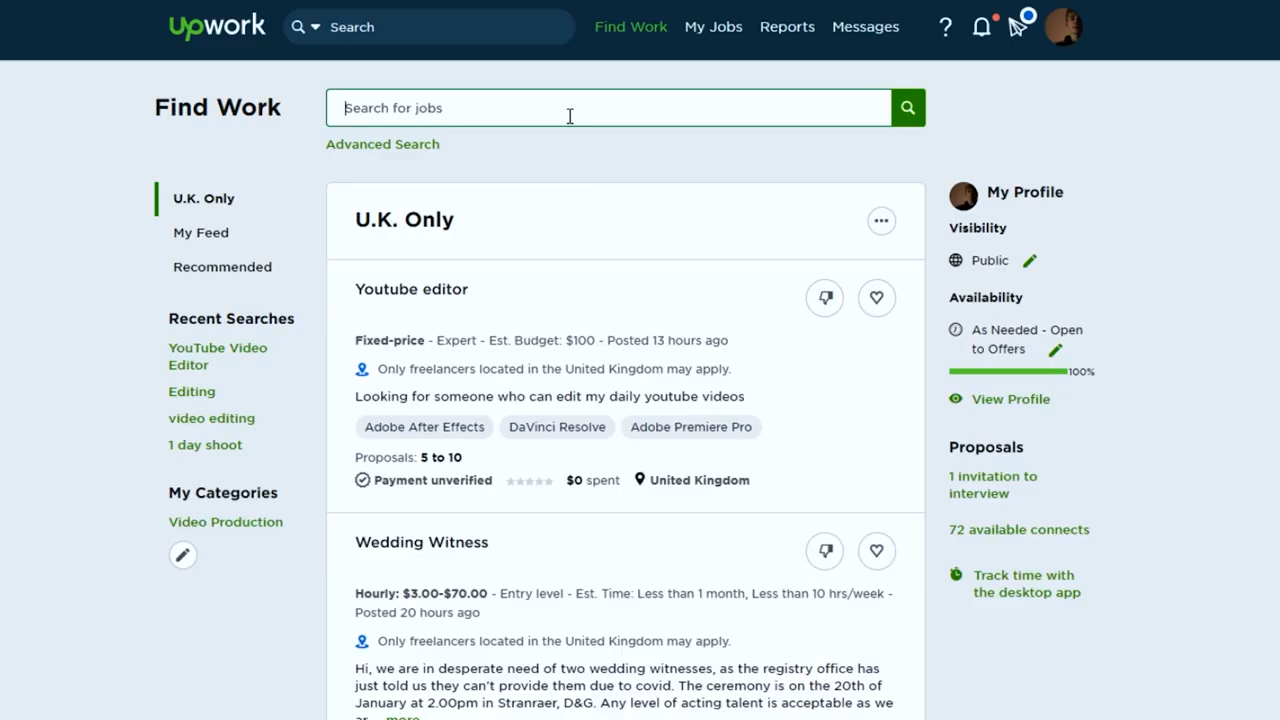 upwork
Search
Find Work
My Jobs
Reports
Messages
?
Find Work
Search for jobs
Advanced Search
U.K. Only
My Feed
Recommended
Recent Searches
YouTube Video
Editor
Editing
video editing
1 day shoot
My Categories
Video Production
U.K. Only
Youtube editor
Fixed-price - Expert - Est. Budget: $100 - Posted 13 hours ago
Only freelancers located in the United Kingdom may apply.
Looking for someone who can edit my daily youtube videos
Adobe After Effects
DaVinci Resolve
Adobe Premiere Pro
Proposals: 5 to 10
Payment unverified
$0 spent
United Kingdom
Wedding Witness
Hourly: $3.00-$70.00 - Entry level - Est. Time: Less than 1 month, Less than 10 hrs/week -
Posted 20 hours ago
Only freelancers located in the United Kingdom may apply.
Hi, we are in desperate need of two wedding witnesses, as the registry office has
just told us they can't provide them due to covid. The ceremony is on the 20th of
January at 2.00pm in Stranraer, D&G. Any level of acting talent is acceptable as we
ar... more
My Profile
Visibility
Public
Availability
As Needed - Open
to Offers
100%
View Profile
Proposals
1 invitation to
interview
72 available connects
Track time with
the desktop app